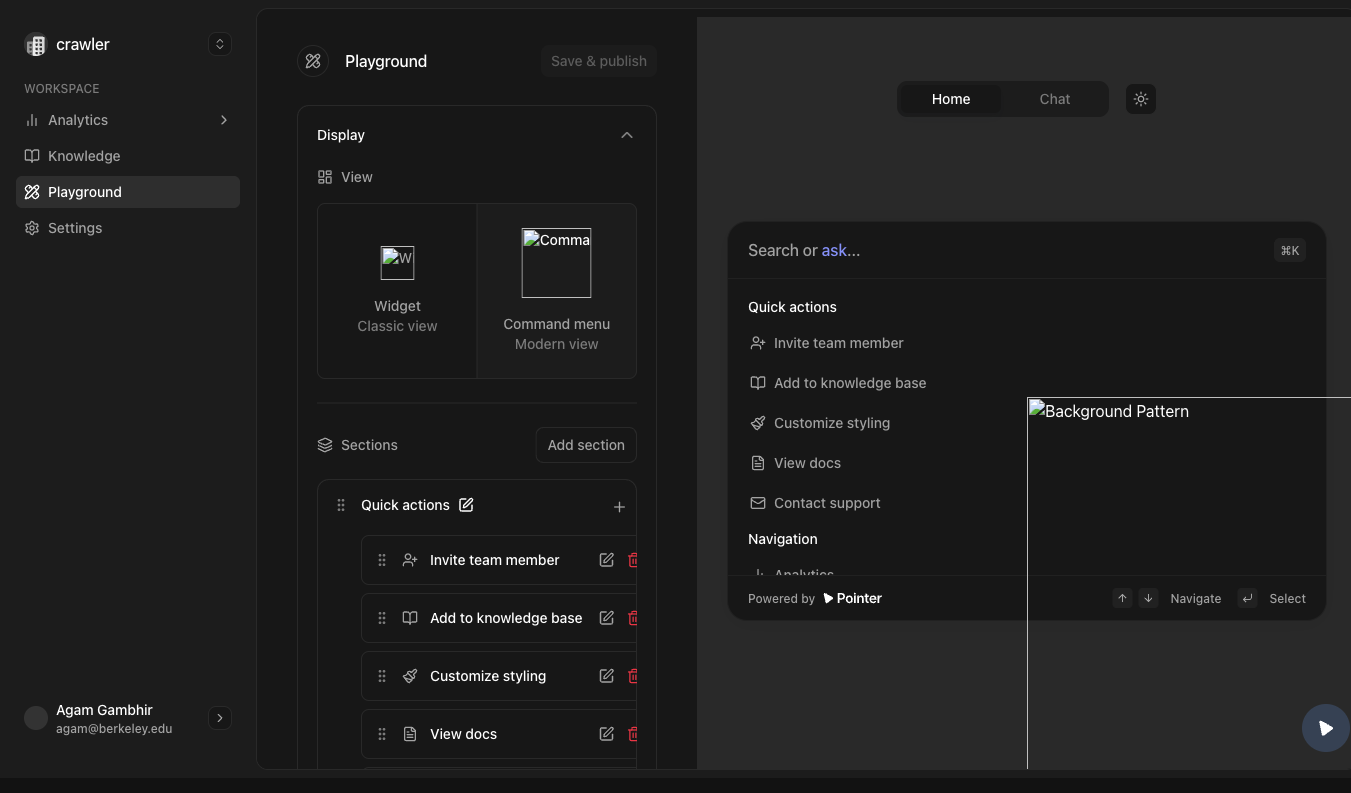 crawler
WORKSPACE
Analytics
Knowledge
Playground
Settings
Agam Gambhir
agam@berkeley.edu
Playground
Save & publish
Display
View
W
Widget
Classic view
Comma
Command menu
Modern view
Sections
Add section
Quick actions
Invite team member
Add to knowledge base
Customize styling
View docs
Home
Chat
Search or ask...
⌘K
Quick actions
Invite team member
Add to knowledge base
Customize styling
View docs
Contact support
Navigation
Analytics
Background Pattern
Powered by Pointer
Navigate
Select